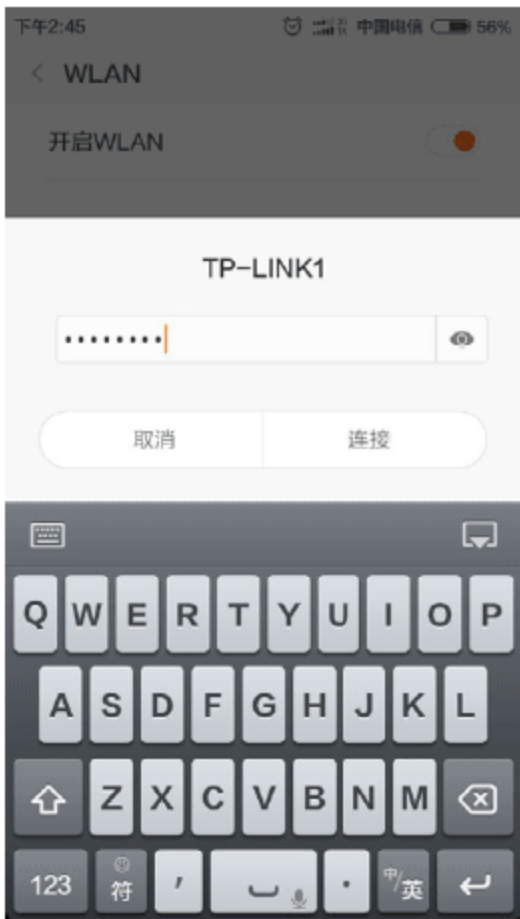 下午2:45 中国电信 56%
WLAN
开启WLAN
TP-LINK1
••••••••
取消 连接
Q W E R T Y U I O P
A S D F G H J K L
Z X C V B N M
123 符 , . 中/英